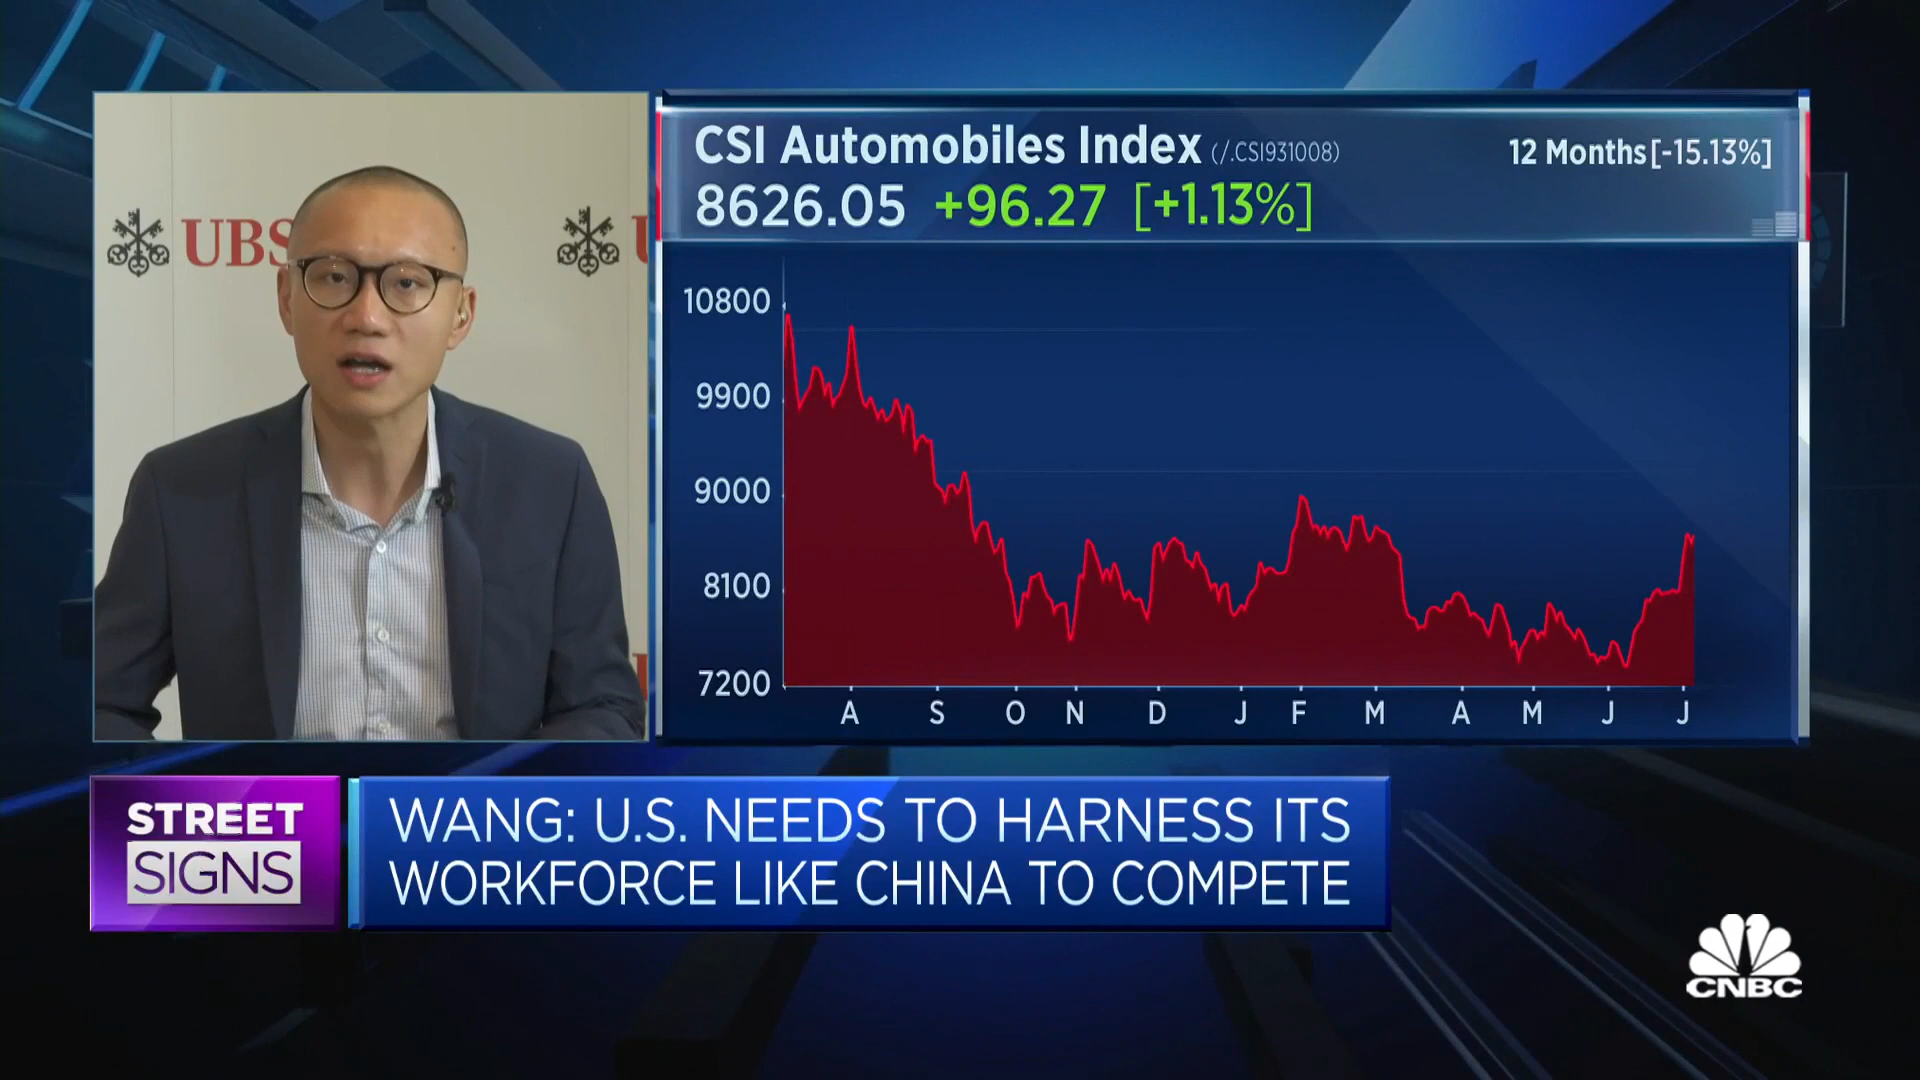 UBS
U
CSI Automobiles Index (/.CSI931008)
12 Months[-15.13%]
8626.05 +96.27 [+1.13%]
10800
9900
9000
8100
7200
A S O N D J F M A M J J
STREET
SIGNS
WANG: U.S. NEEDS TO HARNESS ITS
WORKFORCE LIKE CHINA TO COMPETE
CNBC